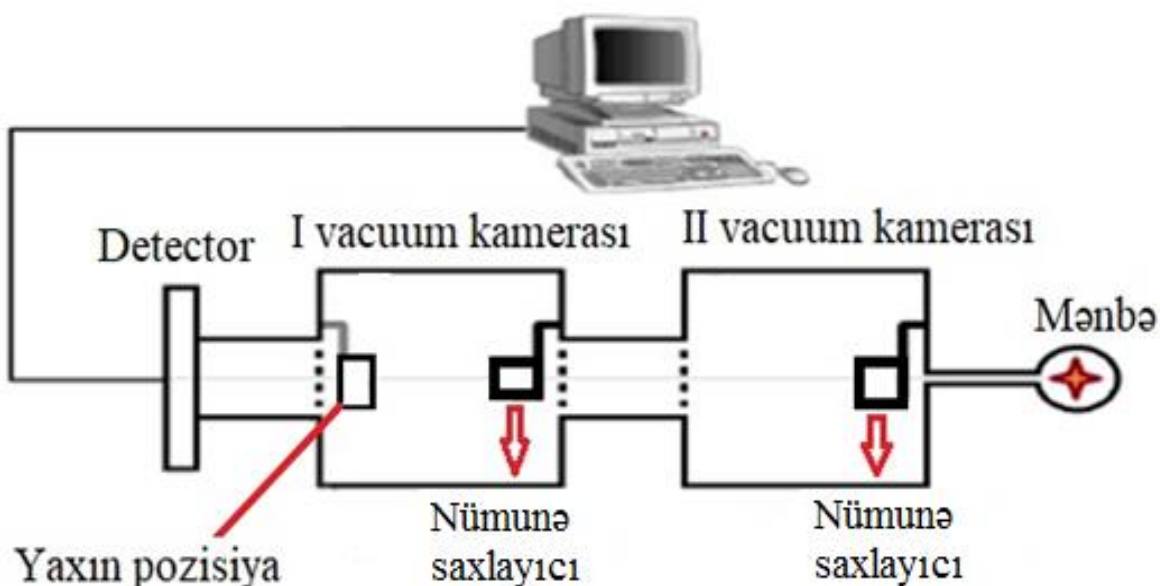 Detector
I vacuum kamerası
II vacuum kamerası
Mənbə
Yaxın pozisiya
Nümunə
saxlayıcı
Nümunə
saxlayıcı